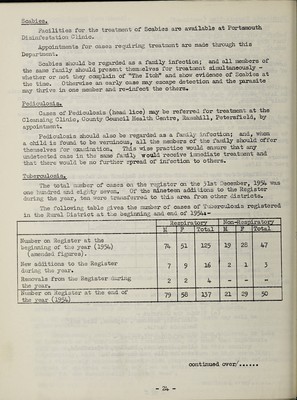 Scabies.
Facilities for the treatment of Scabies are available at Portsmouth
Disinfestation Clinic.
Appointments for cases requiring treatment are made through this
Department.
Scabies should be regarded as a family infection; and all members of
the same family should present themselves for treatment simultaneously -
whether or not they complain of "The Itch" and show evidence of Scabies at
the time. Otherwise an early case may escape detection and the parasite
may thrive in one member and re-infect the others.
Pediculosis.
Cases of Pediculosis (head lice) may be referred for treatment at the
Cleansing Clinic, County Council Health Centre, Ramshill, Petersfield, by
appointment.
Pediculosis should also be regarded as a family infection; and, when
a child is found to be verminous, all the members of the family should offer
themselves for examination. This wise practice would ensure that any
undetected case in the same family would receive immediate treatment and
that there would be no further spread of infection to others.
Tuberculosis.
The total number of cases on the register on the 31st December, 1954 was
one hundred and eighty seven. Of the nineteen additions to the Register
during the year, ten were transferred to this area from other districts.
The following table gives the number of cases of Tuberculosis registered
in the Rural District at the beginning and end of 1954:-
Respiratory Non-Respiratory
M F Total M F Total
Number on Register at the
beginning of the year (1954) 74 51 125 19 28 47
(amended figures).
New additions to the Register 7 9 16 2 1 3
during the year.
Removals from the Register during 2 2 4 - - -
the year.
Number on Register at the end of 79 58 137 21 29 50
the year (1954)
continued over/......
- 24 -